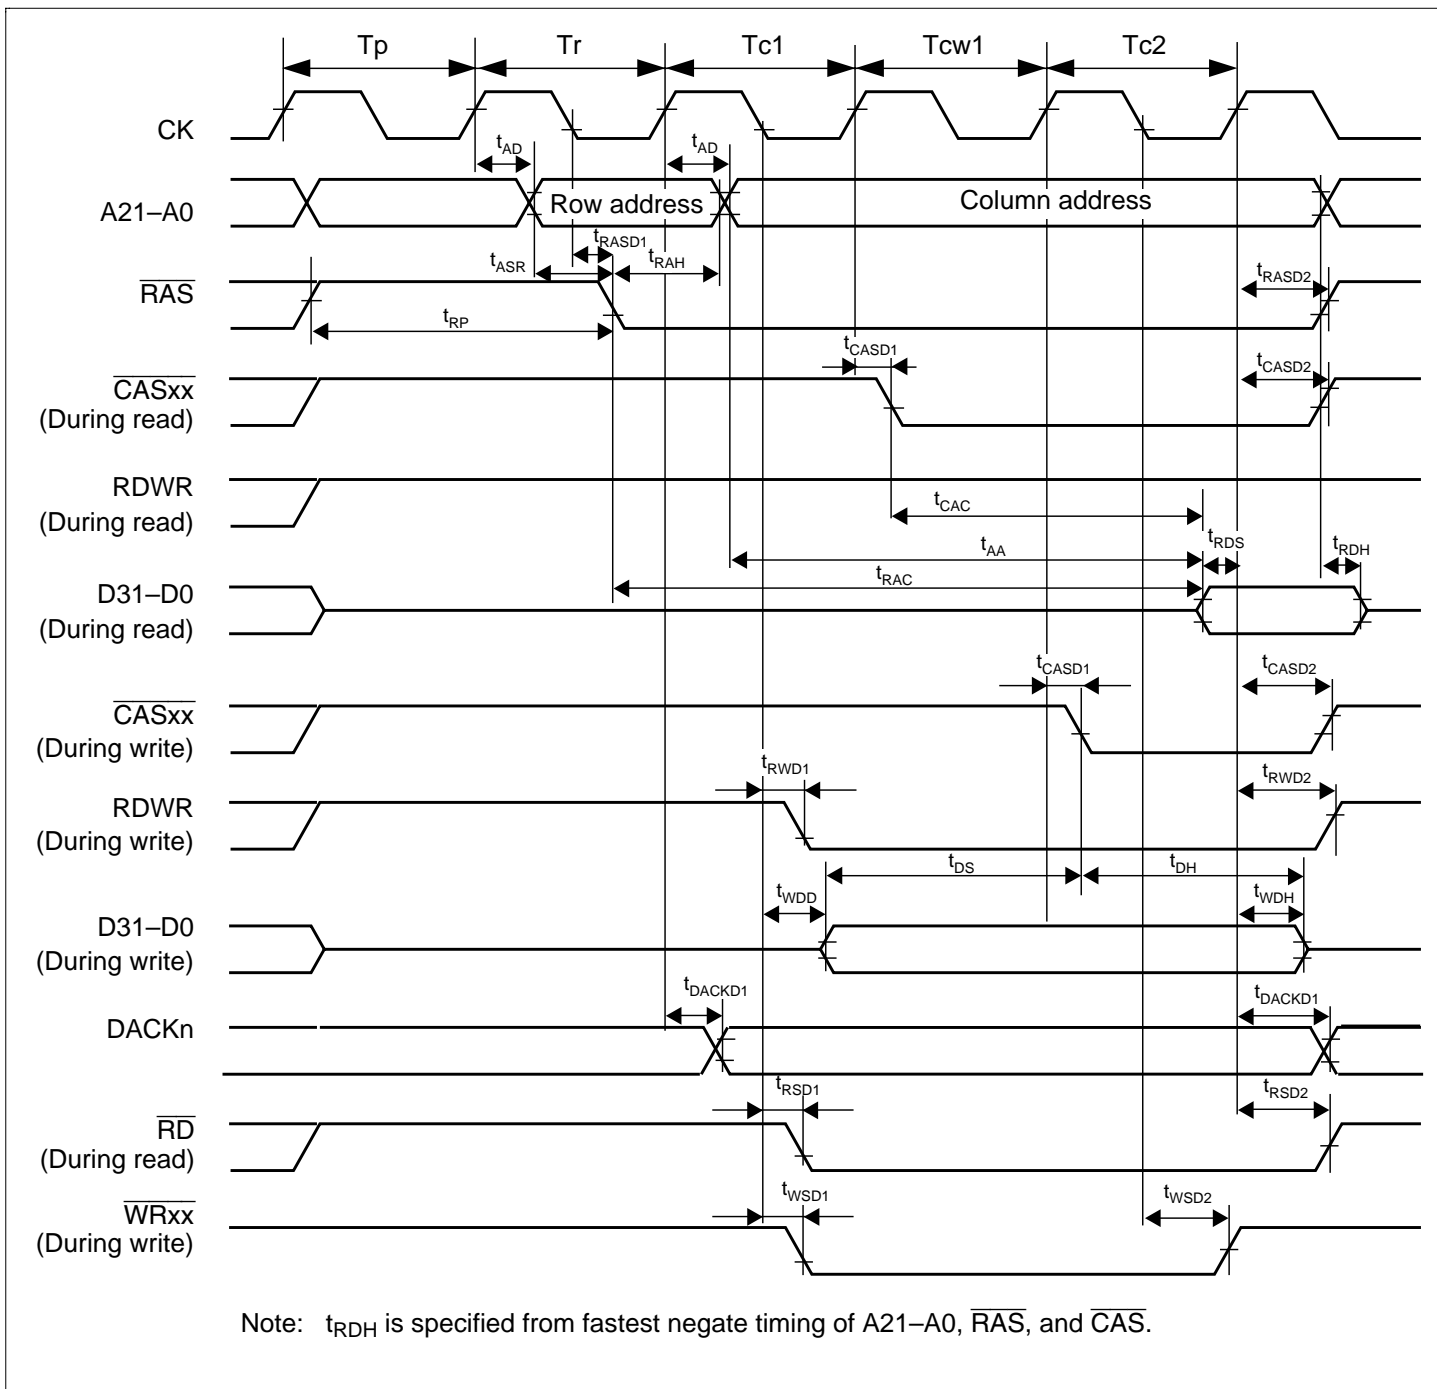 Tp Tr Tc1 Tcw1 Tc2
CK
tAD tAD
A21–A0 Row address Column address
tRASD1
tASR tRAH
RAS tRASD2
tRP
tCASD1 tCASD2
CASxx
(During read)
RDWR
(During read)
tCAC
tAA tRDS tRDH
tRAC
D31–D0
(During read)
tCASD1 tCASD2
CASxx
(During write)
tRWD1 tRWD2
RDWR
(During write)
tDS tDH
tWDD tWDH
D31–D0
(During write)
tDACKD1 tDACKD1
DACKn
tRSD1 tRSD2
RD
(During read)
tWSD1 tWSD2
WRxx
(During write)
Note: tRDH is specified from fastest negate timing of A21–A0, RAS, and CAS.